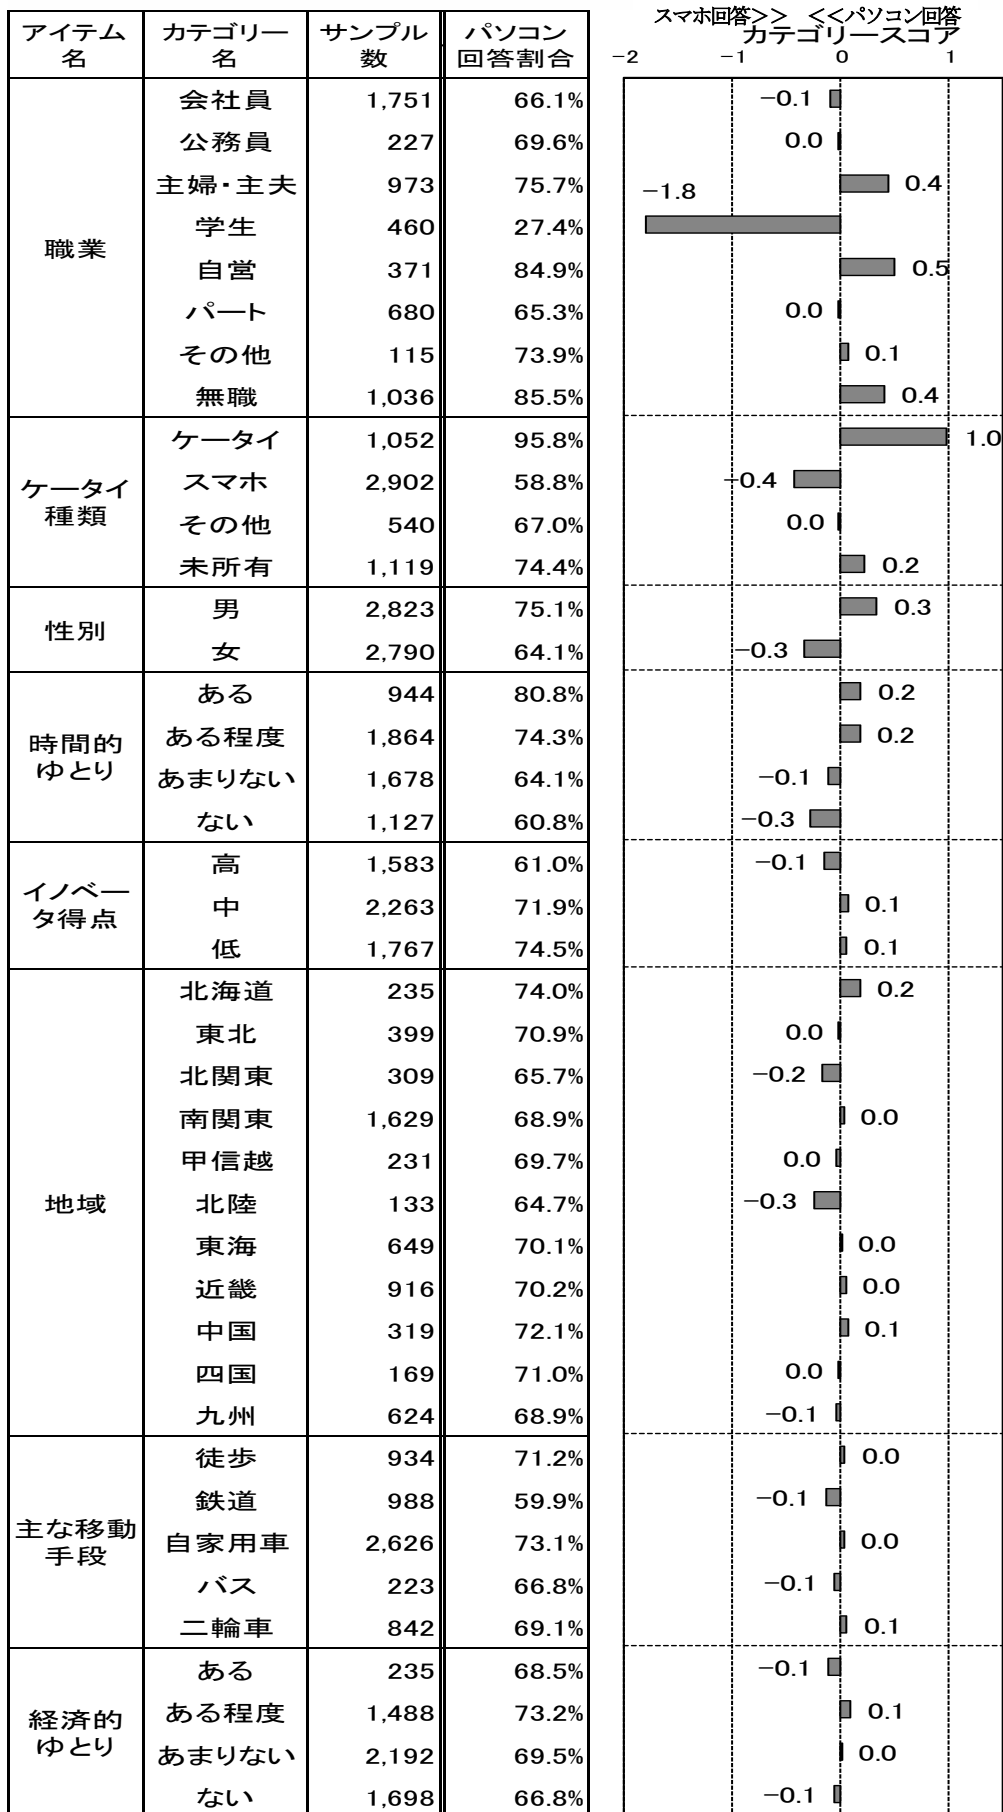 スマホ回答>> <<パソコン回答
アイテム名 カテゴリー名 サンプル数 パソコン回答割合 カテゴリースコア
−2 −1 0 1
職業
会社員 1,751 66.1% −0.1
公務員 227 69.6% 0.0
主婦・主夫 973 75.7% 0.4
学生 460 27.4% −1.8
自営 371 84.9% 0.5
パート 680 65.3% 0.0
その他 115 73.9% 0.1
無職 1,036 85.5% 0.4
ケータイ種類
ケータイ 1,052 95.8% 1.0
スマホ 2,902 58.8% −0.4
その他 540 67.0% 0.0
未所有 1,119 74.4% 0.2
性別
男 2,823 75.1% 0.3
女 2,790 64.1% −0.3
時間的ゆとり
ある 944 80.8% 0.2
ある程度 1,864 74.3% 0.2
あまりない 1,678 64.1% −0.1
ない 1,127 60.8% −0.3
イノベータ得点
高 1,583 61.0% −0.1
中 2,263 71.9% 0.1
低 1,767 74.5% 0.1
地域
北海道 235 74.0% 0.2
東北 399 70.9% 0.0
北関東 309 65.7% −0.2
南関東 1,629 68.9% 0.0
甲信越 231 69.7% 0.0
北陸 133 64.7% −0.3
東海 649 70.1% 0.0
近畿 916 70.2% 0.0
中国 319 72.1% 0.1
四国 169 71.0% 0.0
九州 624 68.9% −0.1
主な移動手段
徒歩 934 71.2% 0.0
鉄道 988 59.9% −0.1
自家用車 2,626 73.1% 0.0
バス 223 66.8% −0.1
二輪車 842 69.1% 0.1
経済的ゆとり
ある 235 68.5% −0.1
ある程度 1,488 73.2% 0.1
あまりない 2,192 69.5% 0.0
ない 1,698 66.8% −0.1